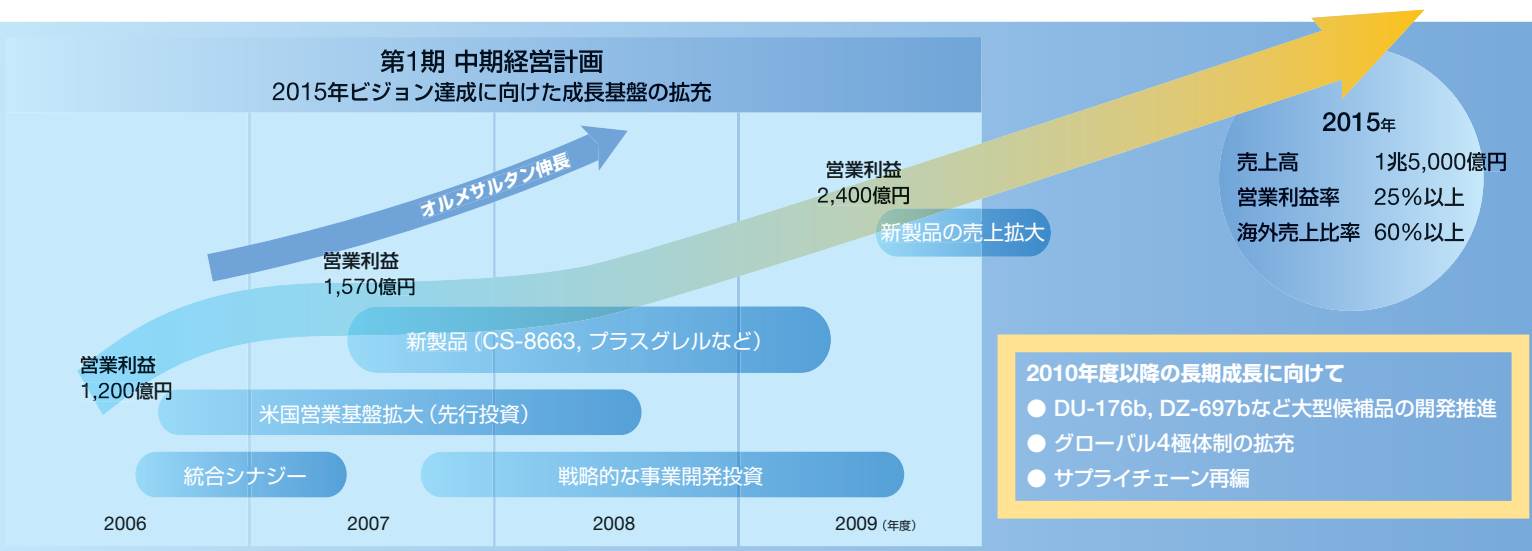 第1期 中期経営計画
2015年ビジョン達成に向けた成長基盤の拡充
オルメサルタン伸長
営業利益
1,200億円
営業利益
1,570億円
営業利益
2,400億円
新製品の売上拡大
新製品（CS-8663, プラスグレルなど）
米国営業基盤拡大（先行投資）
統合シナジー
戦略的な事業開発投資
2006
2007
2008
2009（年度）
2015年
売上高 1兆5,000億円
営業利益率 25％以上
海外売上比率 60％以上
2010年度以降の長期成長に向けて
● DU-176b, DZ-697bなど大型候補品の開発推進
● グローバル4極体制の拡充
● サプライチェーン再編